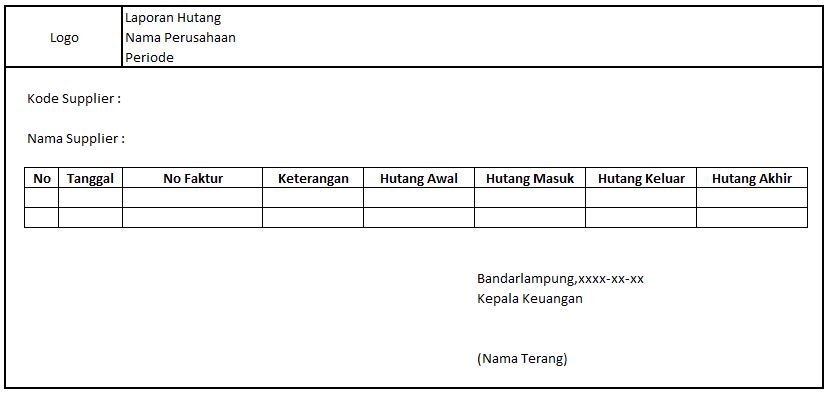 Logo
Laporan Hutang
Nama Perusahaan
Periode
Kode Supplier :
Nama Supplier :
No Tanggal No Faktur Keterangan Hutang Awal Hutang Masuk Hutang Keluar Hutang Akhir
Bandarlampung,xxxx-xx-xx
Kepala Keuangan
(Nama Terang)